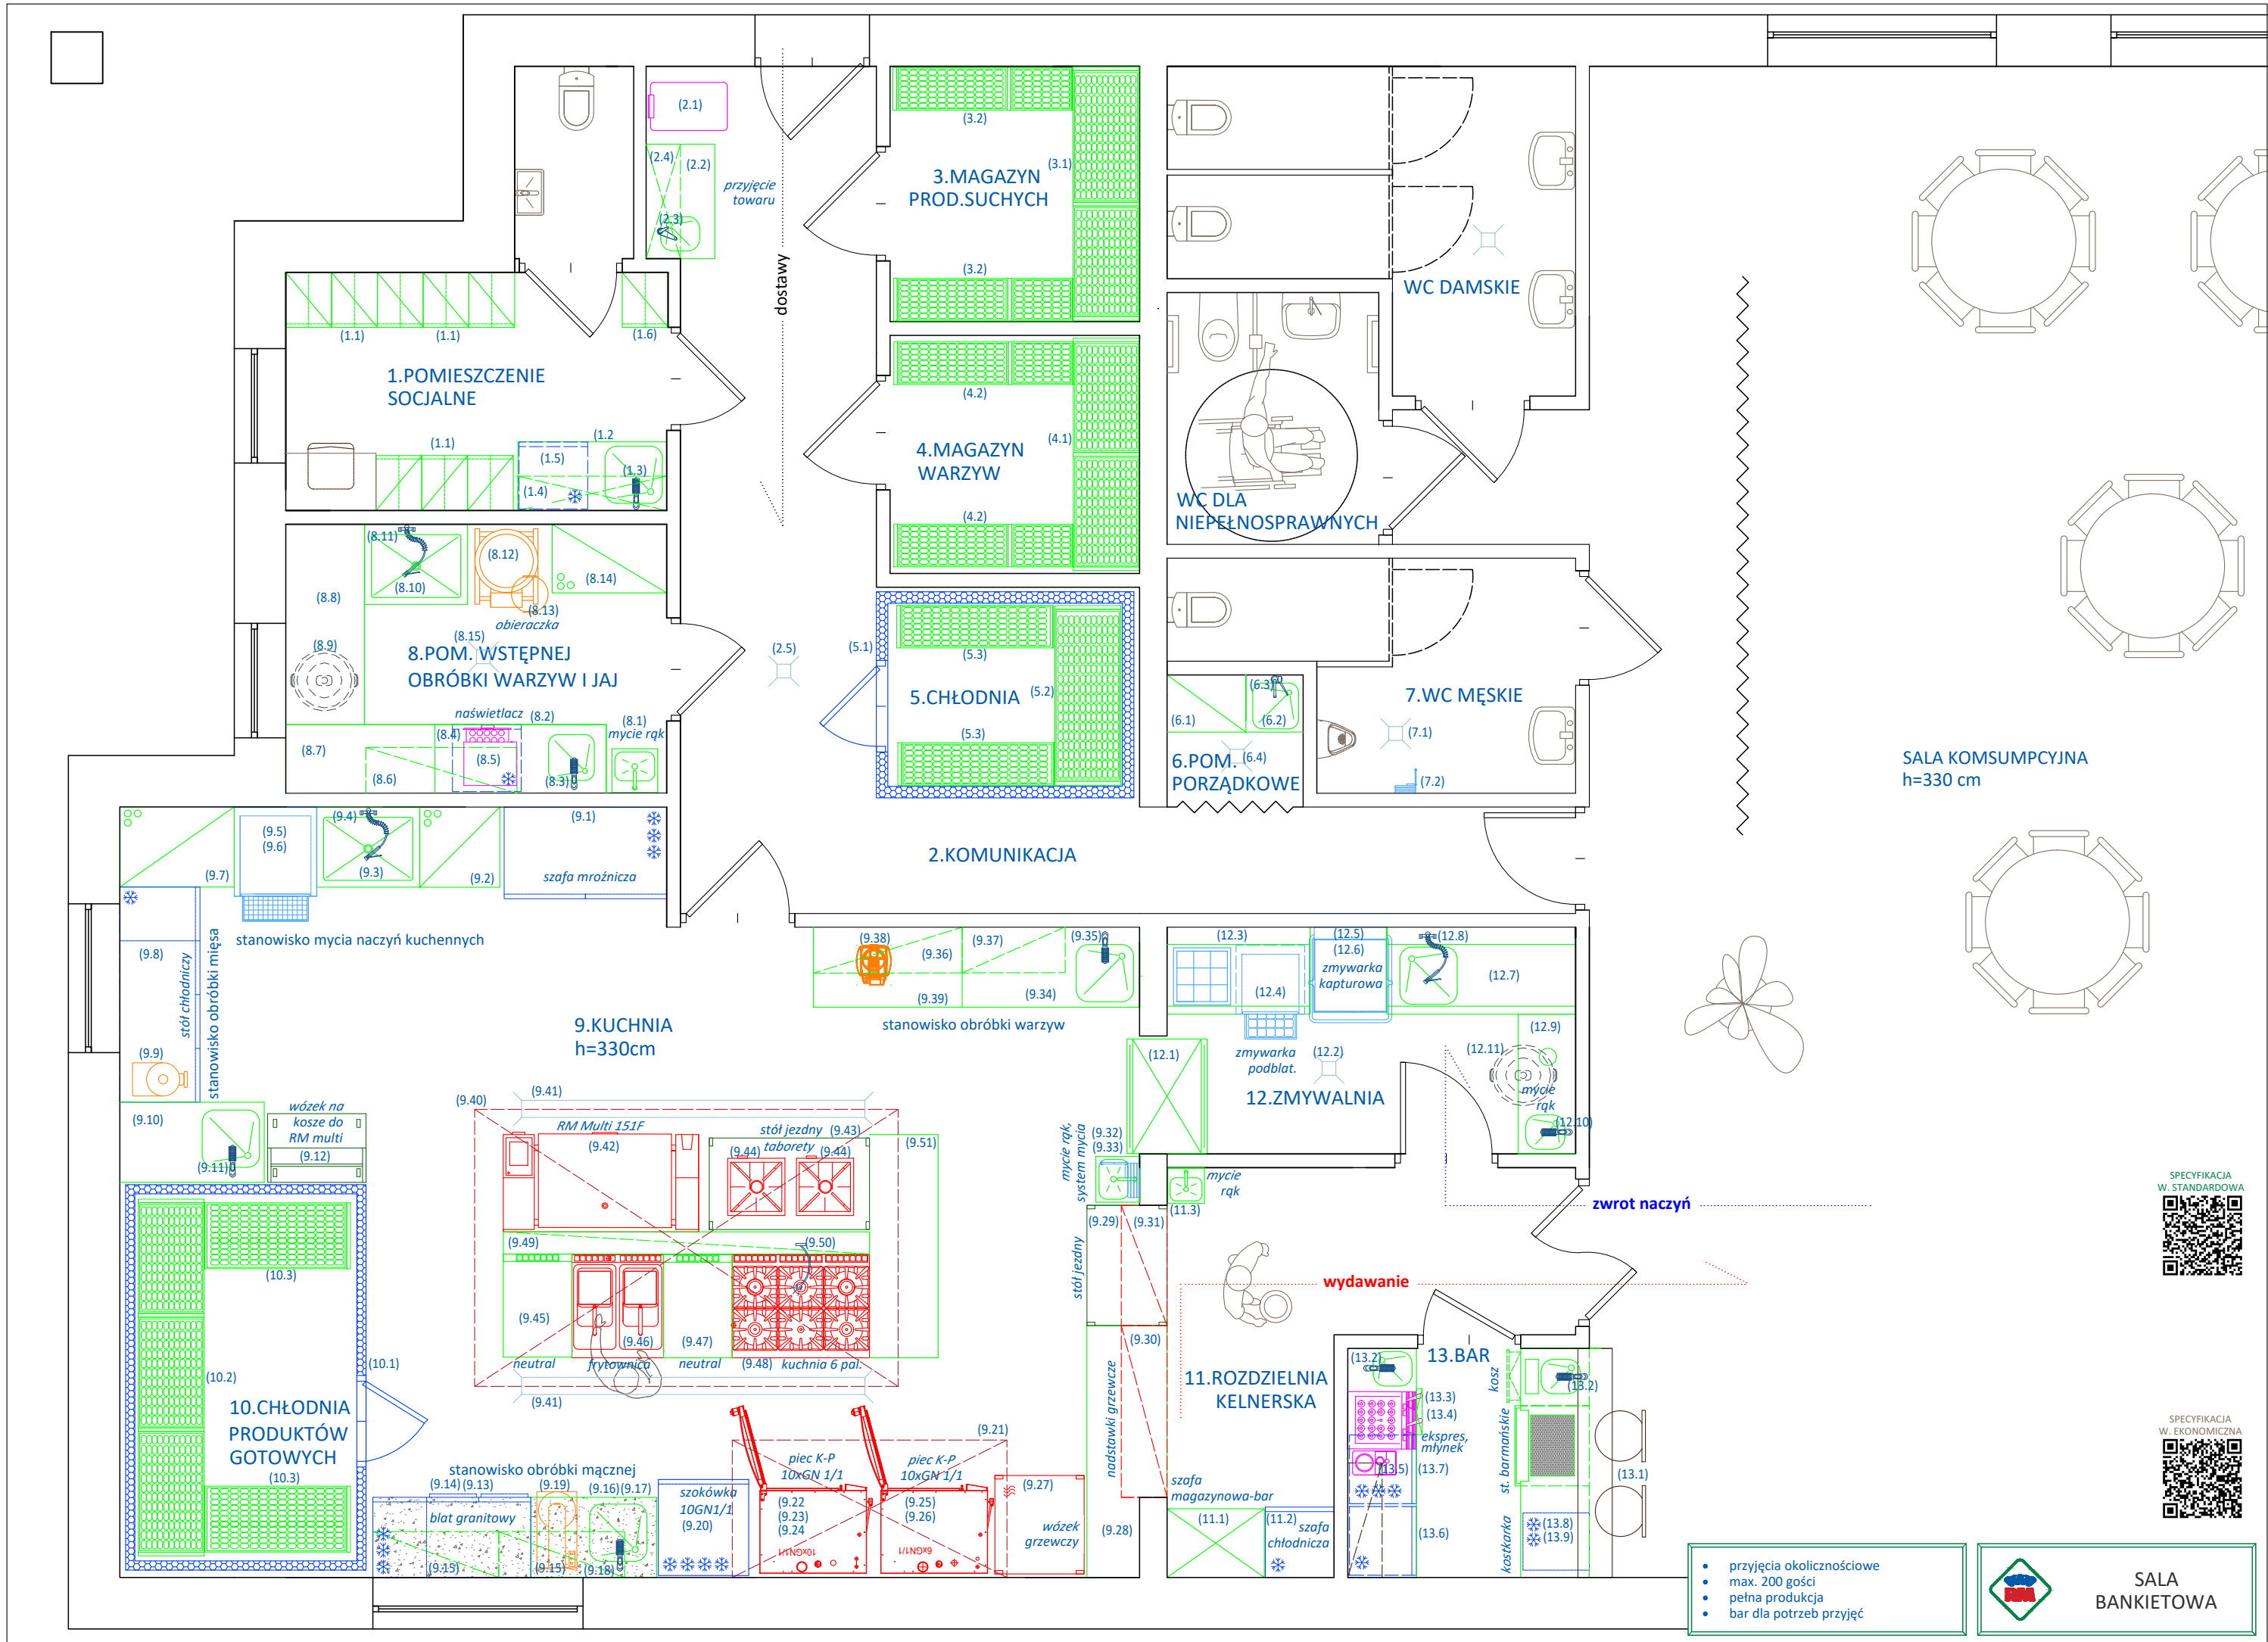 (2.1)
(2.4)
(2.2)
(2.3)
przyjęcie
towaru
dostawy
(3.2)
(3.1)
3.MAGAZYN
PROD.SUCHYCH
(3.2)
WC DAMSKIE
(1.1)
(1.1)
(1.6)
1.POMIESZCZENIE
SOCJALNE
(1.1)
(1.2
(1.5)
(1.3)
(1.4)
(4.2)
(4.1)
4.MAGAZYN
WARZYW
(4.2)
WC DLA
NIEPEŁNOSPRAWNYCH
(8.11)
(8.12)
(8.10)
(8.14)
(8.8)
(8.13)
obieraczka
(8.15)
(8.9)
8.POM. WSTĘPNEJ
OBRÓBKI WARZYW I JAJ
naświetlacz
(8.2)
(8.1)
mycie rąk
(8.4)
(8.7)
(8.5)
(8.6)
(8.3)
(2.5)
(5.1)
(5.3)
5.CHŁODNIA
(5.2)
(5.3)
(6.3)
(6.1)
(6.2)
6.POM.
(6.4)
PORZĄDKOWE
7.WC MĘSKIE
(7.1)
(7.2)
SALA KOMSUMPCYJNA
h=330 cm
2.KOMUNIKACJA
(9.5)
(9.6)
(9.4)
(9.1)
(9.7)
(9.3)
(9.2)
szafa mroźnicza
stanowisko mycia naczyń kuchennych
(9.8)
stół chłodniczy
stanowisko obróbki mięsa
(9.9)
(9.10)
(9.11)
wózek na
kosze do
RM multi
(9.12)
9.KUCHNIA
h=330cm
(9.38)
(9.36)
(9.37)
(9.35)
(9.39)
(9.34)
stanowisko obróbki warzyw
(12.3)
(12.5)
(12.6)
(12.8)
zmywarka
kapturowa
(12.7)
(12.4)
(12.1)
zmywarka
podblat.
(12.2)
12.ZMYWALNIA
(12.9)
(12.11)
mycie
rąk
(12.10)
(9.40)
(9.41)
RM Multi 151F
(9.42)
stół jezdny
(9.43)
taborety
(9.44)
(9.44)
(9.51)
(9.49)
(9.50)
(9.45)
(9.46)
(9.47)
neutral
frytownica
neutral
(9.48)
kuchnia 6 pal.
(9.41)
mycie rąk,
system mycia
(9.32)
(9.33)
mycie
rąk
(11.3)
(9.29)
(9.31)
stół jezdny
(9.30)
nadstawki grzewcze
zwrot naczyń
wydawanie
11.ROZDZIELNIA
KELNERSKA
(10.3)
(10.1)
(10.2)
10.CHŁODNIA
PRODUKTÓW
GOTOWYCH
(10.3)
stanowisko obróbki mącznej
(9.14)
(9.13)
(9.19)
(9.16)
(9.17)
blat granitowy
(9.15)
(9.15)
(9.18)
szokówka
10GN1/1
(9.20)
(9.21)
piec K-P
10xGN 1/1
(9.22
(9.23)
(9.24
10xGN1/1
piec K-P
10xGN 1/1
(9.25)
(9.26)
6xGN1/1
(9.27)
wózek
grzewczy
(9.28)
szafa
magazynowa-bar
(11.1)
(11.2)
szafa
chłodnicza
13.BAR
(13.2)
(13.3)
(13.4)
ekspres,
młynek
(13.5)
(13.7)
(13.6)
kosz
(13.2)
st. barmańskie
kostkarka
(13.8)
(13.9)
(13.1)
SPECYFIKACJA
W. STANDARDOWA
SPECYFIKACJA
W. EKONOMICZNA
• przyjęcia okolicznościowe
• max. 200 gości
• pełna produkcja
• bar dla potrzeb przyjęć
RM
SALA
BANKIETOWA